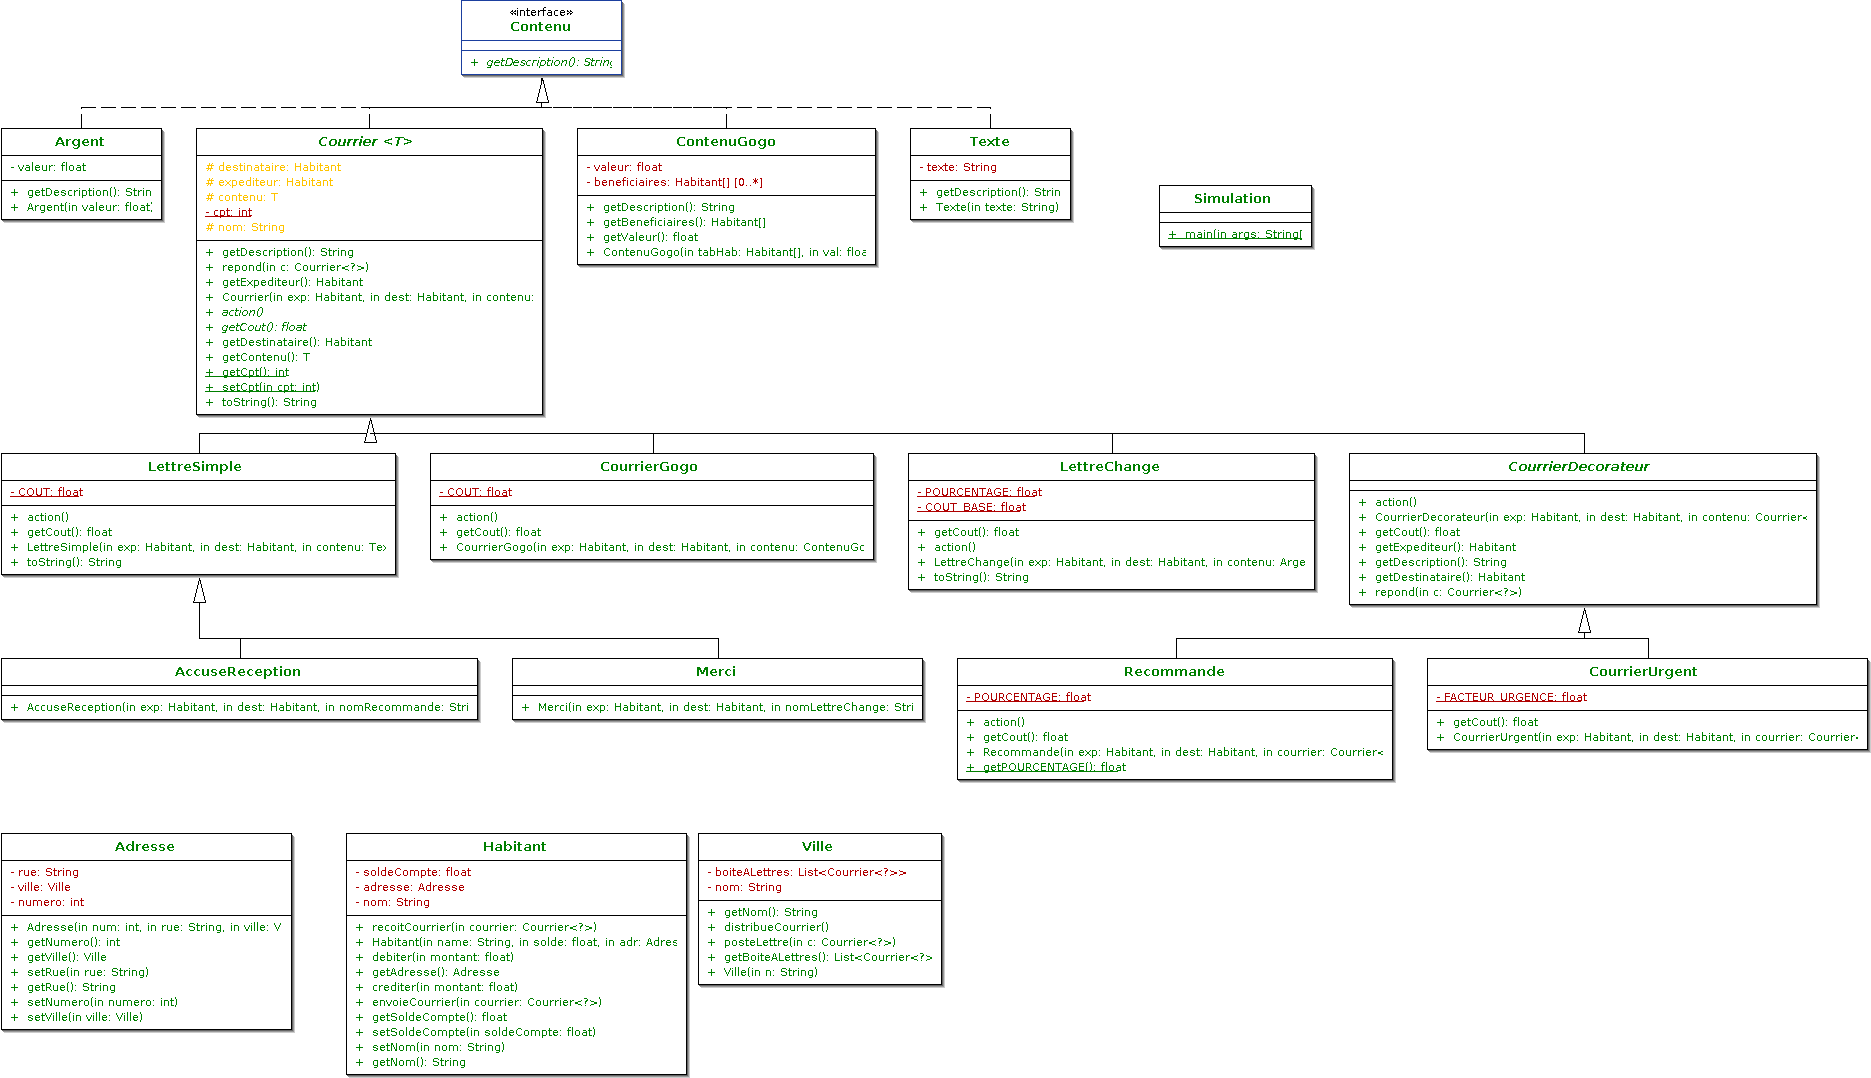 «interface»
Contenu
+ getDescription(): String
Argent
- valeur: float
+ getDescription(): Strin
+ Argent(in valeur: float)
Courrier <T>
# destinataire: Habitant
# expediteur: Habitant
# contenu: T
- cpt: int
# nom: String
+ getDescription(): String
+ repond(in c: Courrier<?>)
+ getExpediteur(): Habitant
+ Courrier(in exp: Habitant, in dest: Habitant, in contenu:
+ action()
+ getCout(): float
+ getDestinataire(): Habitant
+ getContenu(): T
+ getCpt(): int
+ setCpt(in cpt: int)
+ toString(): String
ContenuGogo
- valeur: float
- beneficiaires: Habitant[] [0..*]
+ getDescription(): String
+ getBeneficiaires(): Habitant[]
+ getValeur(): float
+ ContenuGogo(in tabHab: Habitant[], in val: floa
Texte
- texte: String
+ getDescription(): Strin
+ Texte(in texte: String)
Simulation
+ main(in args: String[
LettreSimple
- COUT: float
+ action()
+ getCout(): float
+ LettreSimple(in exp: Habitant, in dest: Habitant, in contenu: Tex
+ toString(): String
CourrierGogo
- COUT: float
+ action()
+ getCout(): float
+ CourrierGogo(in exp: Habitant, in dest: Habitant, in contenu: ContenuGo
LettreChange
- POURCENTAGE: float
- COUT_BASE: float
+ getCout(): float
+ action()
+ LettreChange(in exp: Habitant, in dest: Habitant, in contenu: Arge
+ toString(): String
CourrierDecorateur
+ action()
+ CourrierDecorateur(in exp: Habitant, in dest: Habitant, in contenu: Courrier<
+ getCout(): float
+ getExpediteur(): Habitant
+ getDescription(): String
+ getDestinataire(): Habitant
+ repond(in c: Courrier<?>)
AccuseReception
+ AccuseReception(in exp: Habitant, in dest: Habitant, in nomRecommande: Stri
Merci
+ Merci(in exp: Habitant, in dest: Habitant, in nomLettreChange: Stri
Recommande
- POURCENTAGE: float
+ action()
+ getCout(): float
+ Recommande(in exp: Habitant, in dest: Habitant, in courrier: Courrier<
+ getPOURCENTAGE(): float
CourrierUrgent
- FACTEUR_URGENCE: float
+ getCout(): float
+ CourrierUrgent(in exp: Habitant, in dest: Habitant, in courrier: Courrier<
Adresse
- rue: String
- ville: Ville
- numero: int
+ Adresse(in num: int, in rue: String, in ville: V
+ getNumero(): int
+ getVille(): Ville
+ setRue(in rue: String)
+ getRue(): String
+ setNumero(in numero: int)
+ setVille(in ville: Ville)
Habitant
- soldeCompte: float
- adresse: Adresse
- nom: String
+ recoitCourrier(in courrier: Courrier<?>)
+ Habitant(in name: String, in solde: float, in adr: Adres
+ debiter(in montant: float)
+ getAdresse(): Adresse
+ crediter(in montant: float)
+ envoieCourrier(in courrier: Courrier<?>)
+ getSoldeCompte(): float
+ setSoldeCompte(in soldeCompte: float)
+ setNom(in nom: String)
+ getNom(): String
Ville
- boiteALettres: List<Courrier<?>>
- nom: String
+ getNom(): String
+ distribueCourrier()
+ posteLettre(in c: Courrier<?>)
+ getBoiteALettres(): List<Courrier<?>
+ Ville(in n: String)